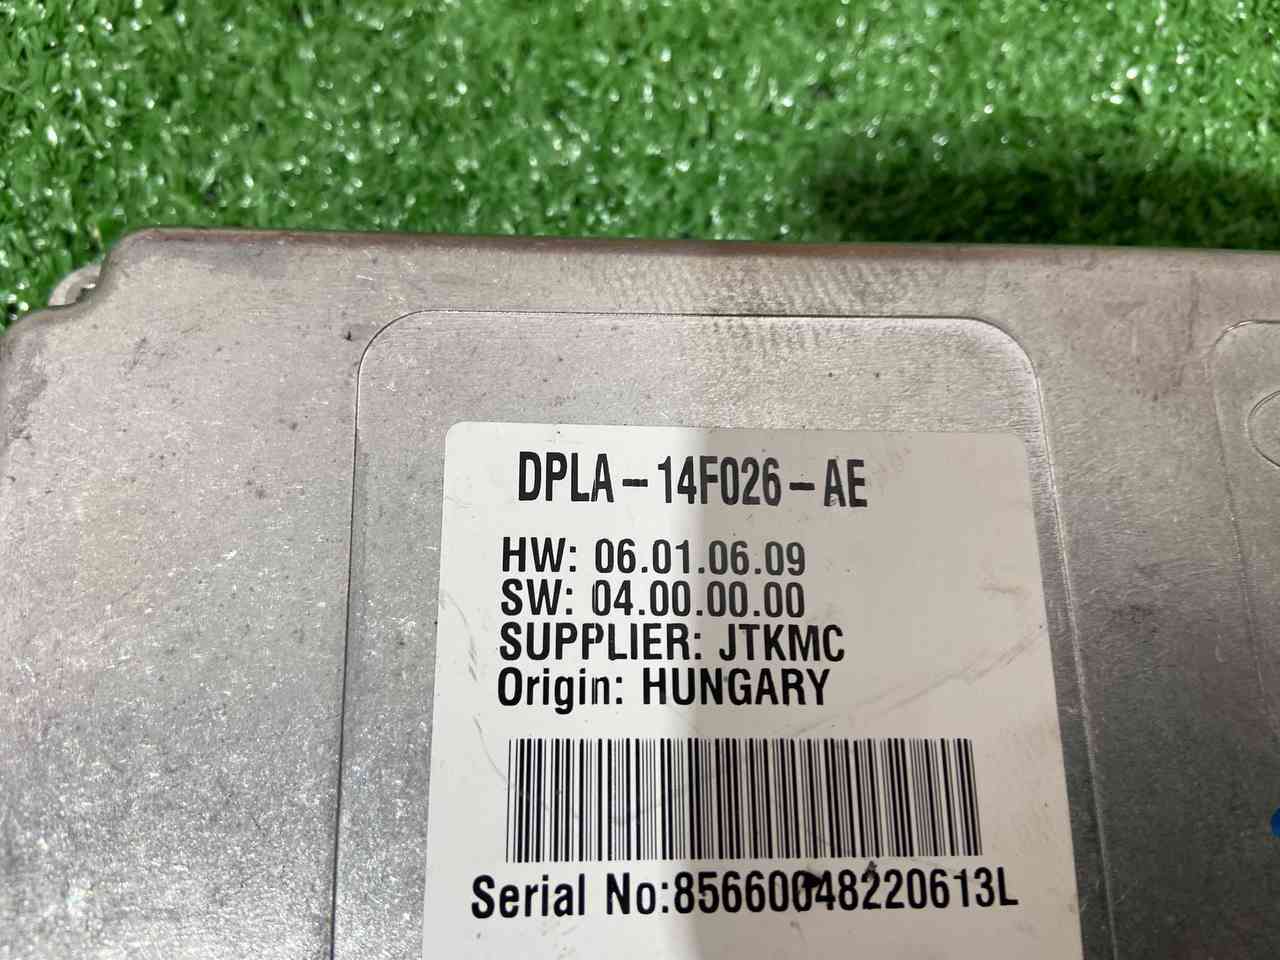 DPLA-14F026-AE
HW: 06.01.06.09
SW: 04.00.00.00
SUPPLIER: JTKMC
Origin: HUNGARY
Serial No:85660048220613L